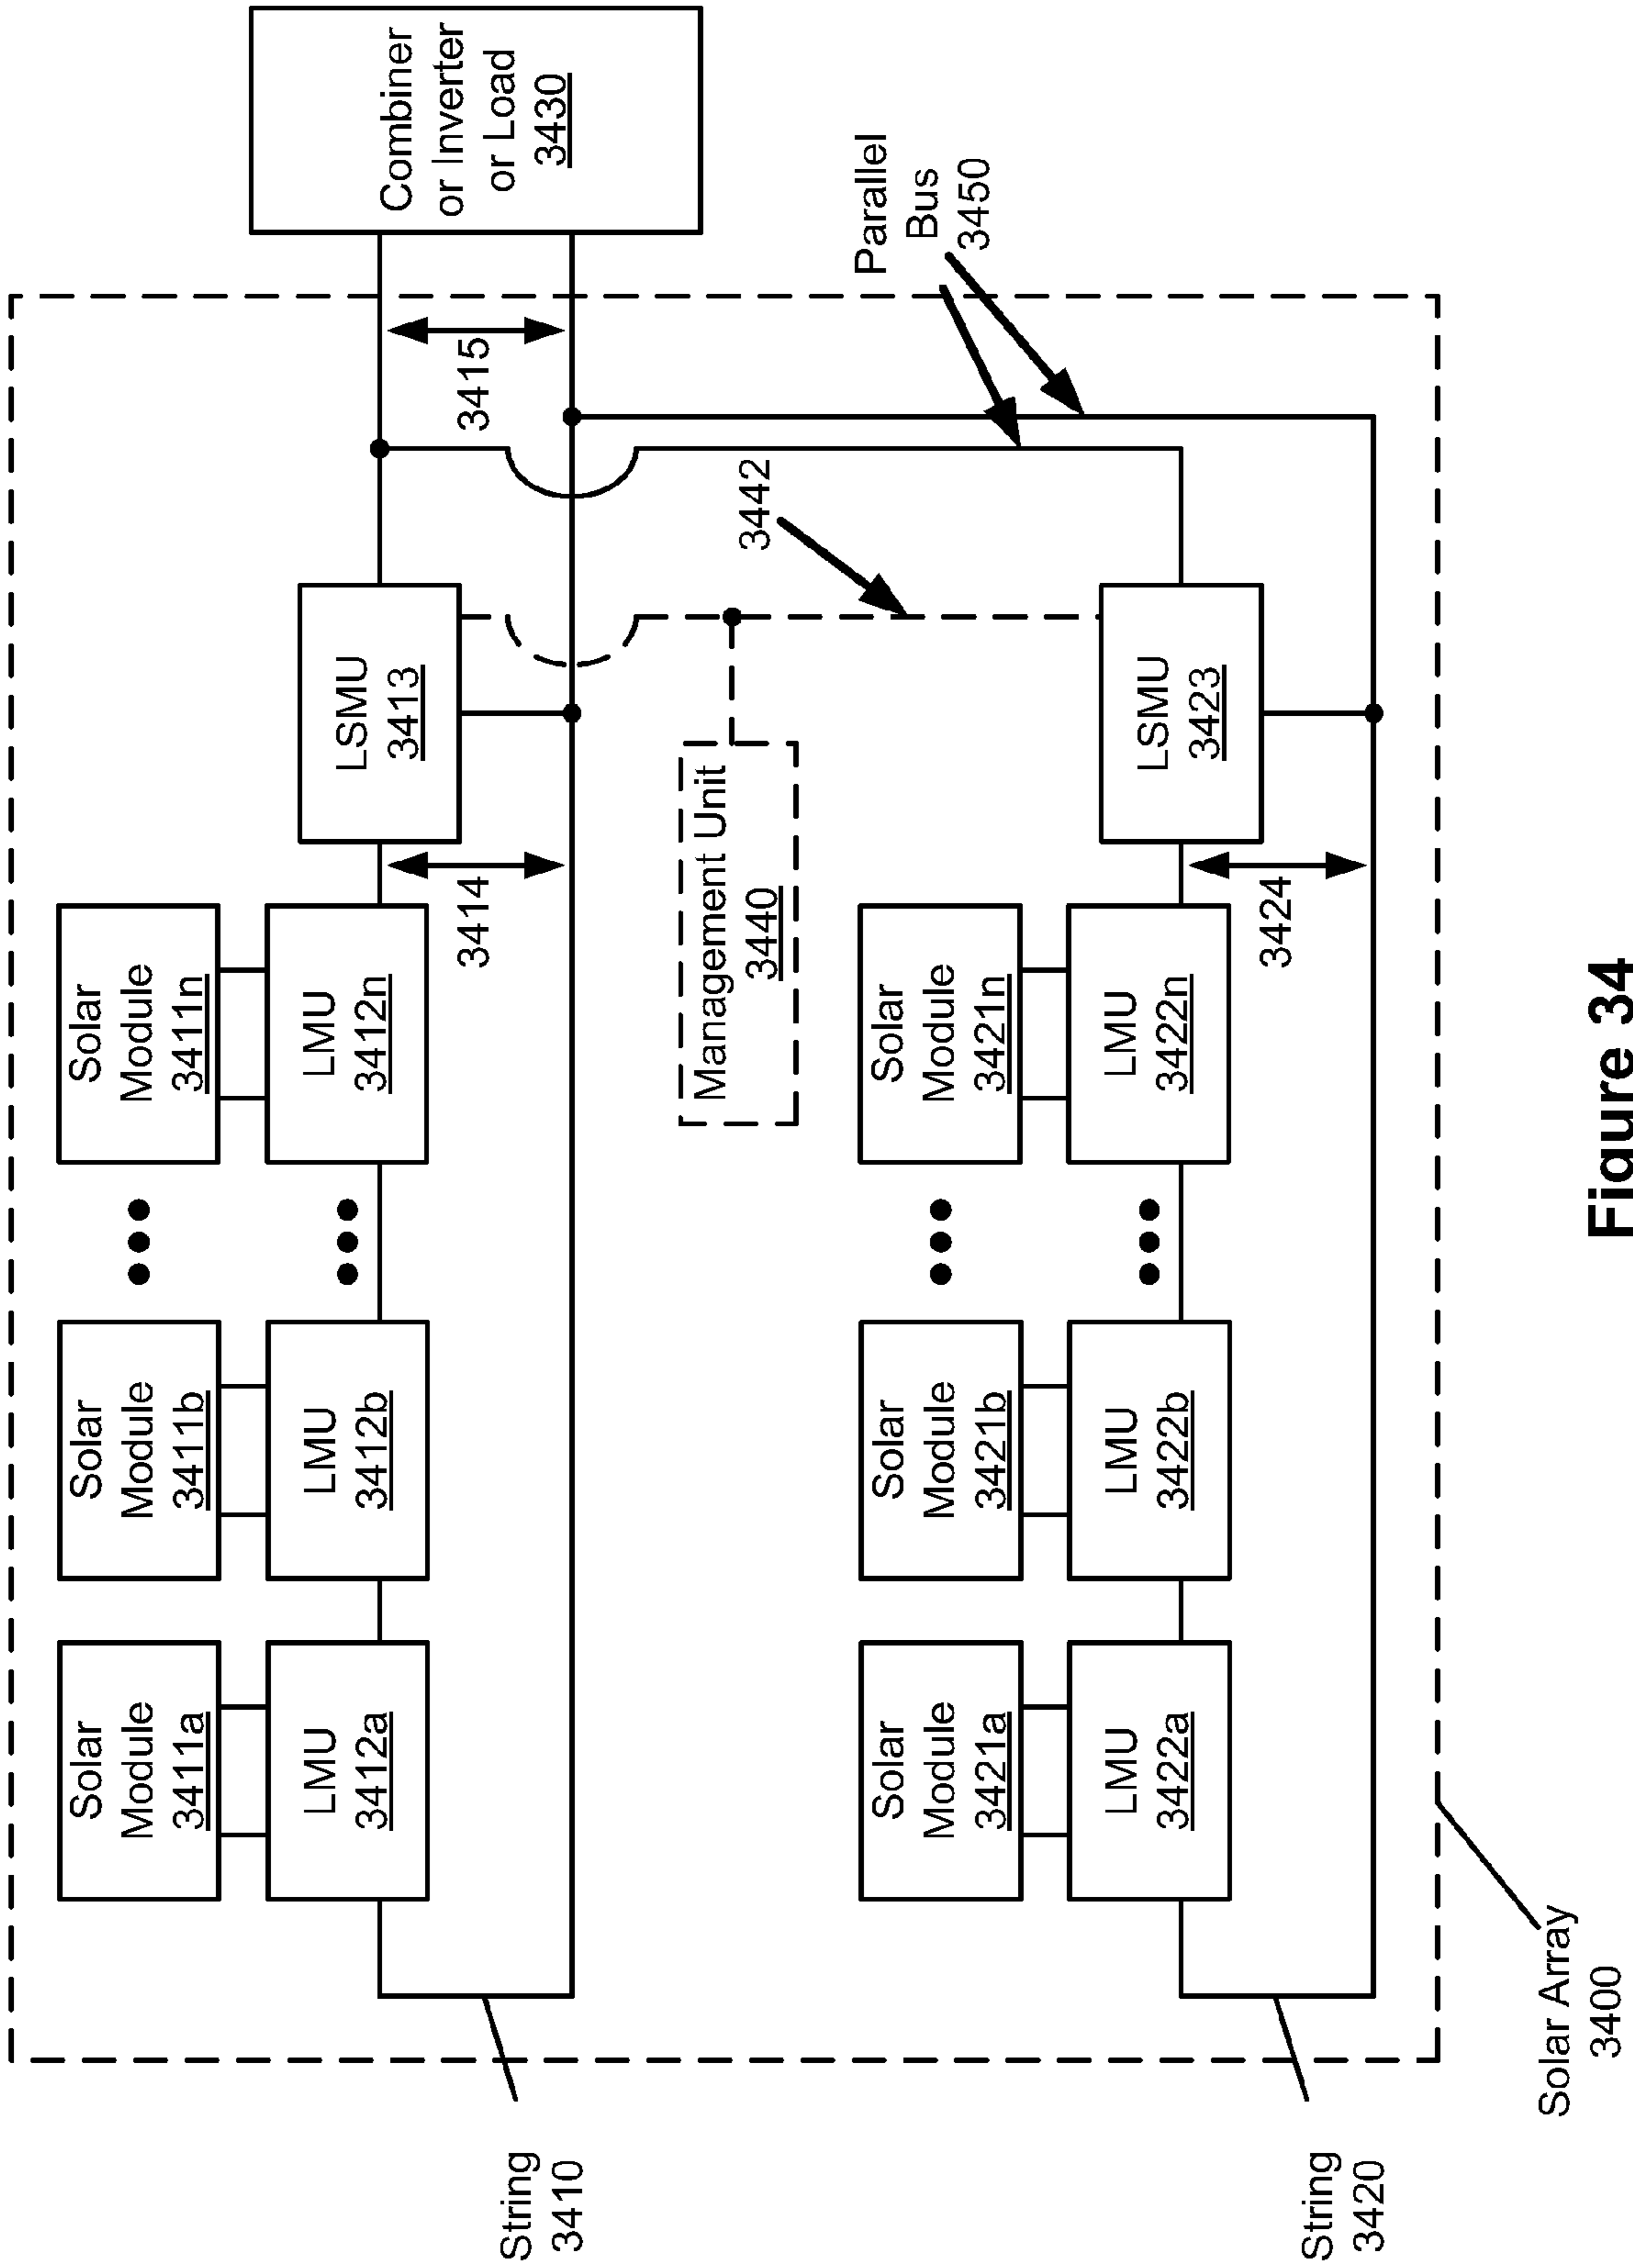 Solar
Module
3411a
Solar
Module
3411b
Solar
Module
3411n
LMU
3412a
LMU
3412b
LMU
3412n
LSMU
3413
3414
3415
Combiner
or Inverter
or Load
3430
String
3410
Management Unit
3440
3442
Parallel
Bus
3450
Solar
Module
3421a
Solar
Module
3421b
Solar
Module
3421n
LMU
3422a
LMU
3422b
LMU
3422n
LSMU
3423
3424
String
3420
Solar Array
3400
Figure 34